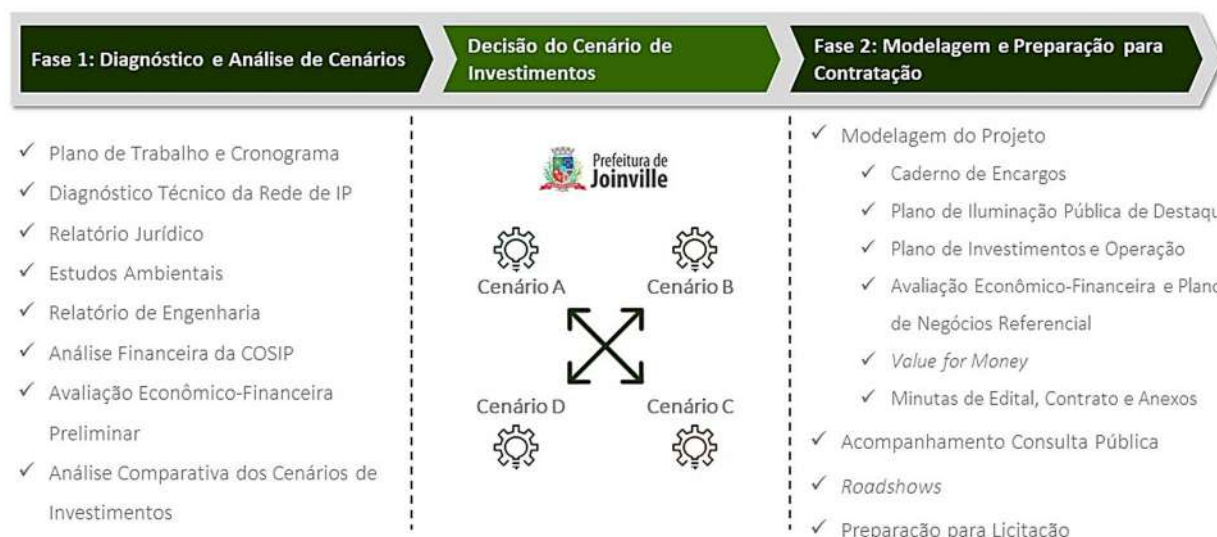 Fase 1: Diagnóstico e Análise de Cenários
Decisão do Cenário de
Investimentos
Fase 2: Modelagem e Preparação para
Contratação
✓ Plano de Trabalho e Cronograma
✓ Diagnóstico Técnico da Rede de IP
✓ Relatório Jurídico
✓ Estudos Ambientais
✓ Relatório de Engenharia
✓ Análise Financeira da COSIP
✓ Avaliação Econômico-Financeira
Preliminar
✓ Análise Comparativa dos Cenários de
Investimentos
Prefeitura de
Joinville
Cenário A
Cenário B
Cenário D
Cenário C
✓ Modelagem do Projeto
✓ Caderno de Encargos
✓ Plano de Iluminação Pública de Destaqu
✓ Plano de Investimentos e Operação
✓ Avaliação Econômico-Financeira e Plano
de Negócios Referencial
✓ Value for Money
✓ Minutas de Edital, Contrato e Anexos
✓ Acompanhamento Consulta Pública
✓ Roadshows
✓ Preparação para Licitação